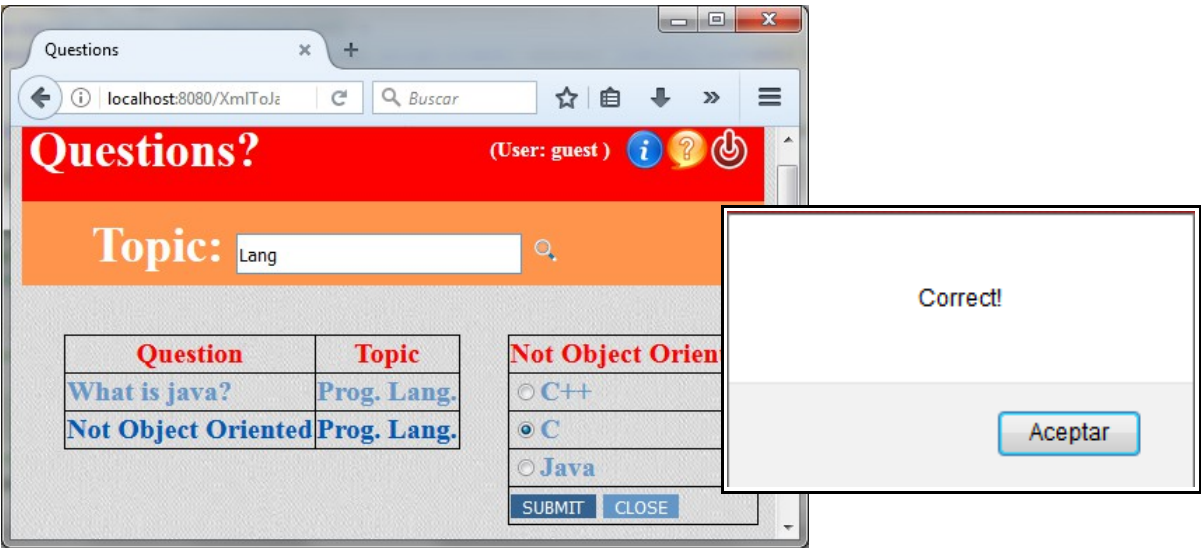 Questions
localhost:8080/XmlToJa
Buscar
Questions?
(User: guest )
Topic: Lang
Question Topic
What is java? Prog. Lang.
Not Object Oriented Prog. Lang.
Not Object Orien
C++
C
Java
SUBMIT CLOSE
Correct!
Aceptar